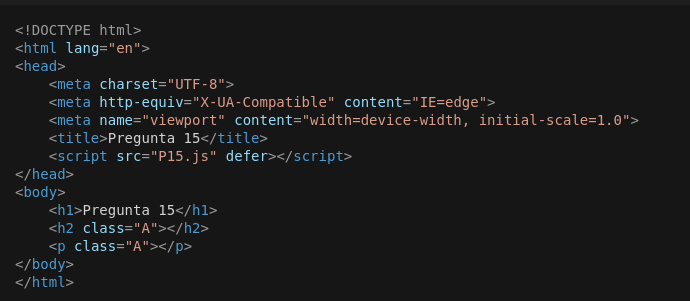 <!DOCTYPE html>
<html lang="en">
<head>
    <meta charset="UTF-8">
    <meta http-equiv="X-UA-Compatible" content="IE=edge">
    <meta name="viewport" content="width=device-width, initial-scale=1.0">
    <title>Pregunta 15</title>
    <script src="P15.js" defer></script>
</head>
<body>
    <h1>Pregunta 15</h1>
    <h2 class="A"></h2>
    <p class="A"></p>
</body>
</html>